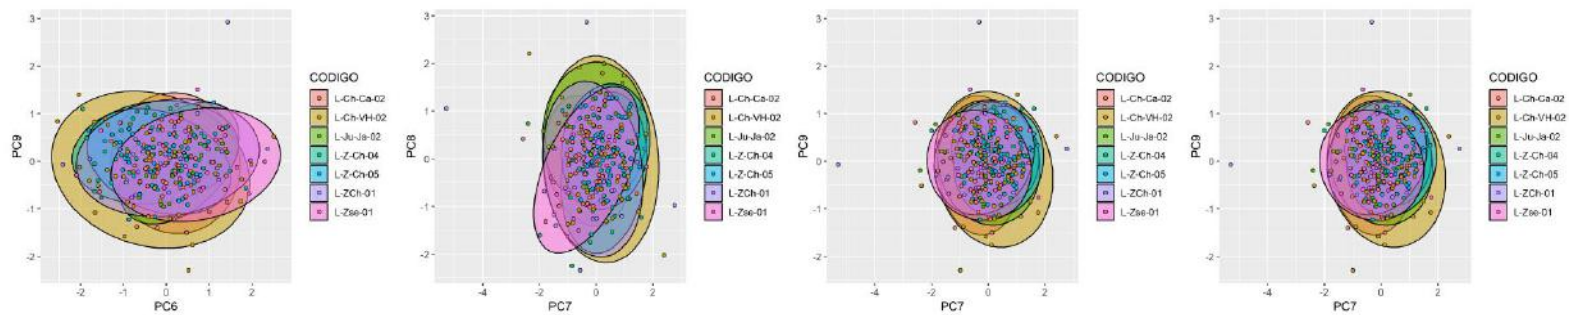 PC9
3
2
1
0
-1
-2
-2
-1
0
1
2
PC6
CODIGO
L-Ch-Ca-02
L-Ch-VH-02
L-Ju-Ja-02
L-Z-Ch-04
L-Z-Ch-05
L-ZCh-01
L-Zse-01
PC8
3
2
1
0
-1
-2
-4
-2
0
2
PC7
CODIGO
L-Ch-Ca-02
L-Ch-VH-02
L-Ju-Ja-02
L-Z-Ch-04
L-Z-Ch-05
L-ZCh-01
L-Zse-01
PC9
3
2
1
0
-1
-2
-4
-2
0
2
PC7
CODIGO
L-Ch-Ca-02
L-Ch-VH-02
L-Ju-Ja-02
L-Z-Ch-04
L-Z-Ch-05
L-ZCh-01
L-Zse-01
PC9
3
2
1
0
-1
-2
-4
-2
0
2
PC7
CODIGO
L-Ch-Ca-02
L-Ch-VH-02
L-Ju-Ja-02
L-Z-Ch-04
L-Z-Ch-05
L-ZCh-01
L-Zse-01